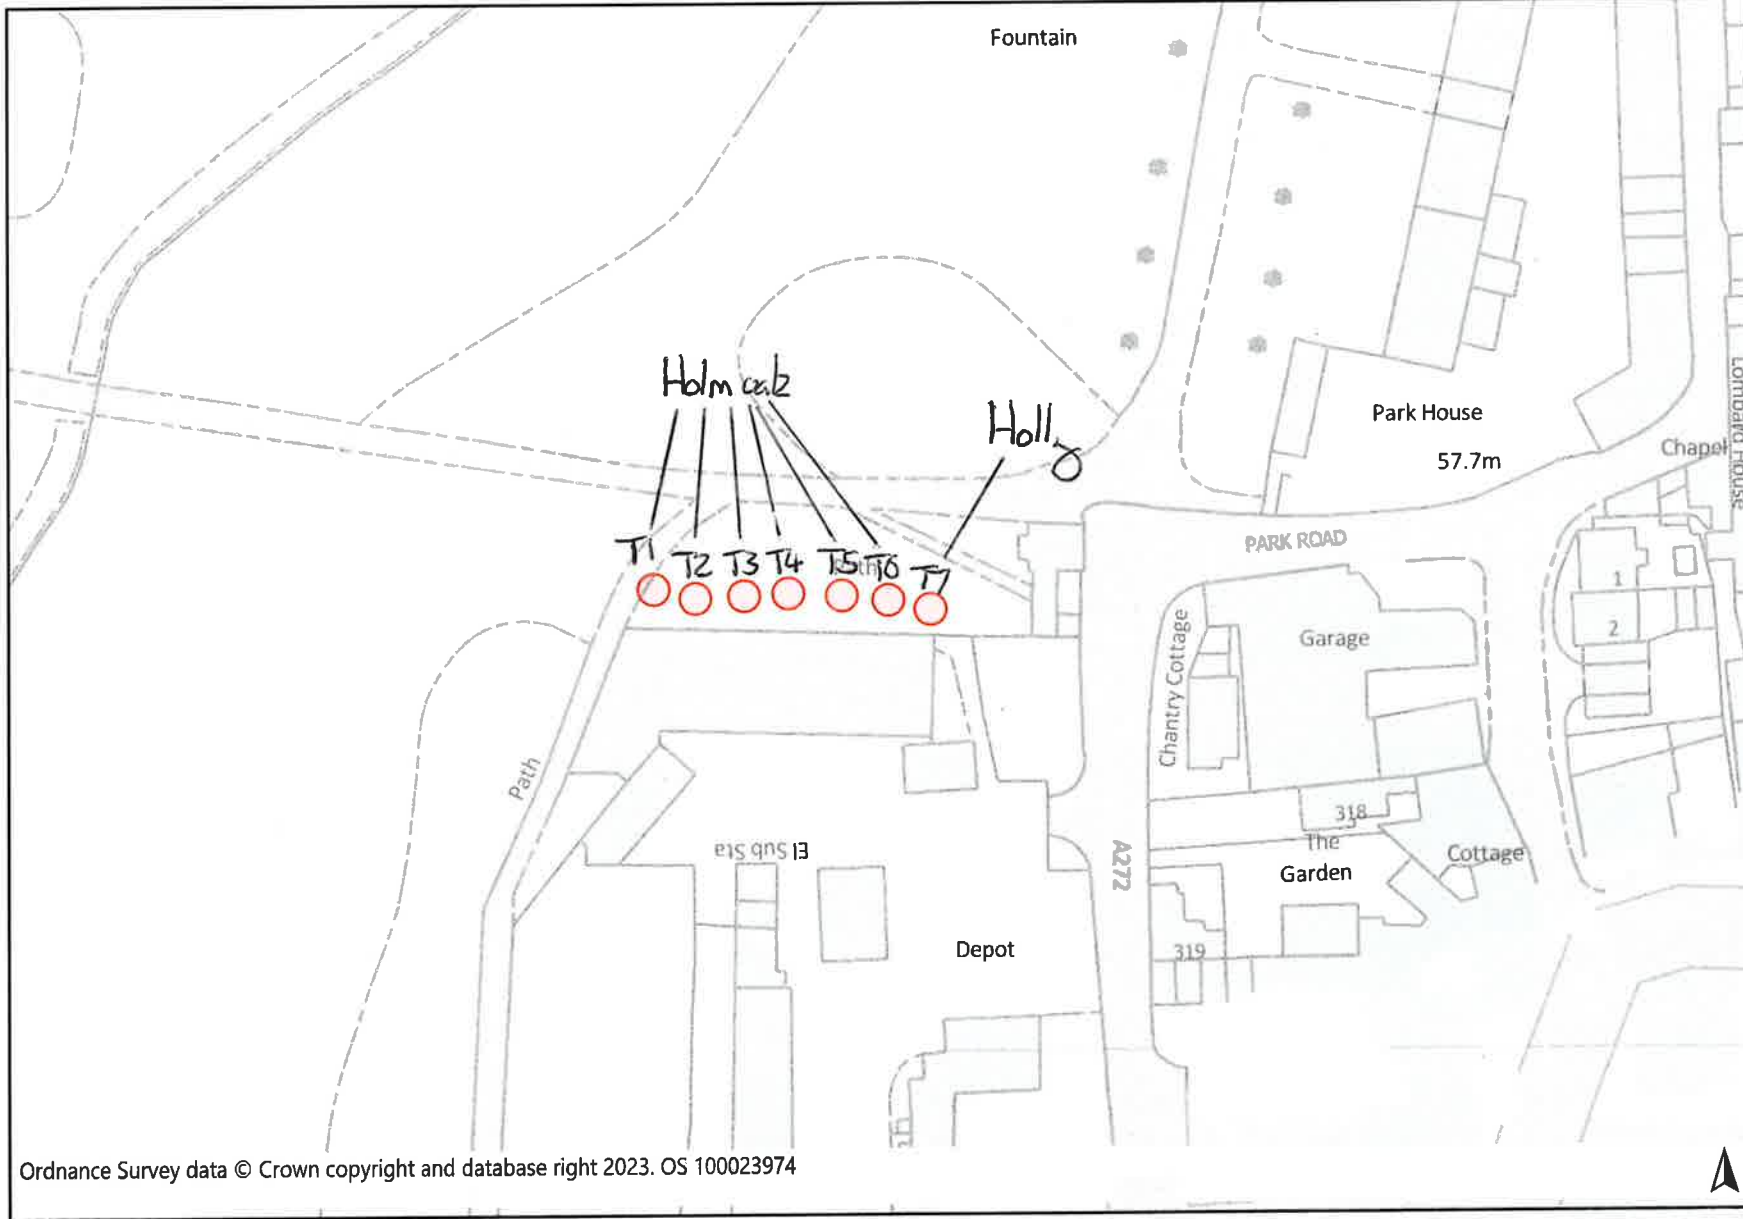 Fountain
Holm oak
Holly
Park House
57.7m
Chapel
Lombard House
PARK ROAD
T1 T2 T3 T4 T5 T6 T7
1
2
Chantry Cottage
Garage
Path
318
The
Garden
Cottage
El Sub Sta
A272
319
Depot
Ordnance Survey data © Crown copyright and database right 2023. OS 100023974